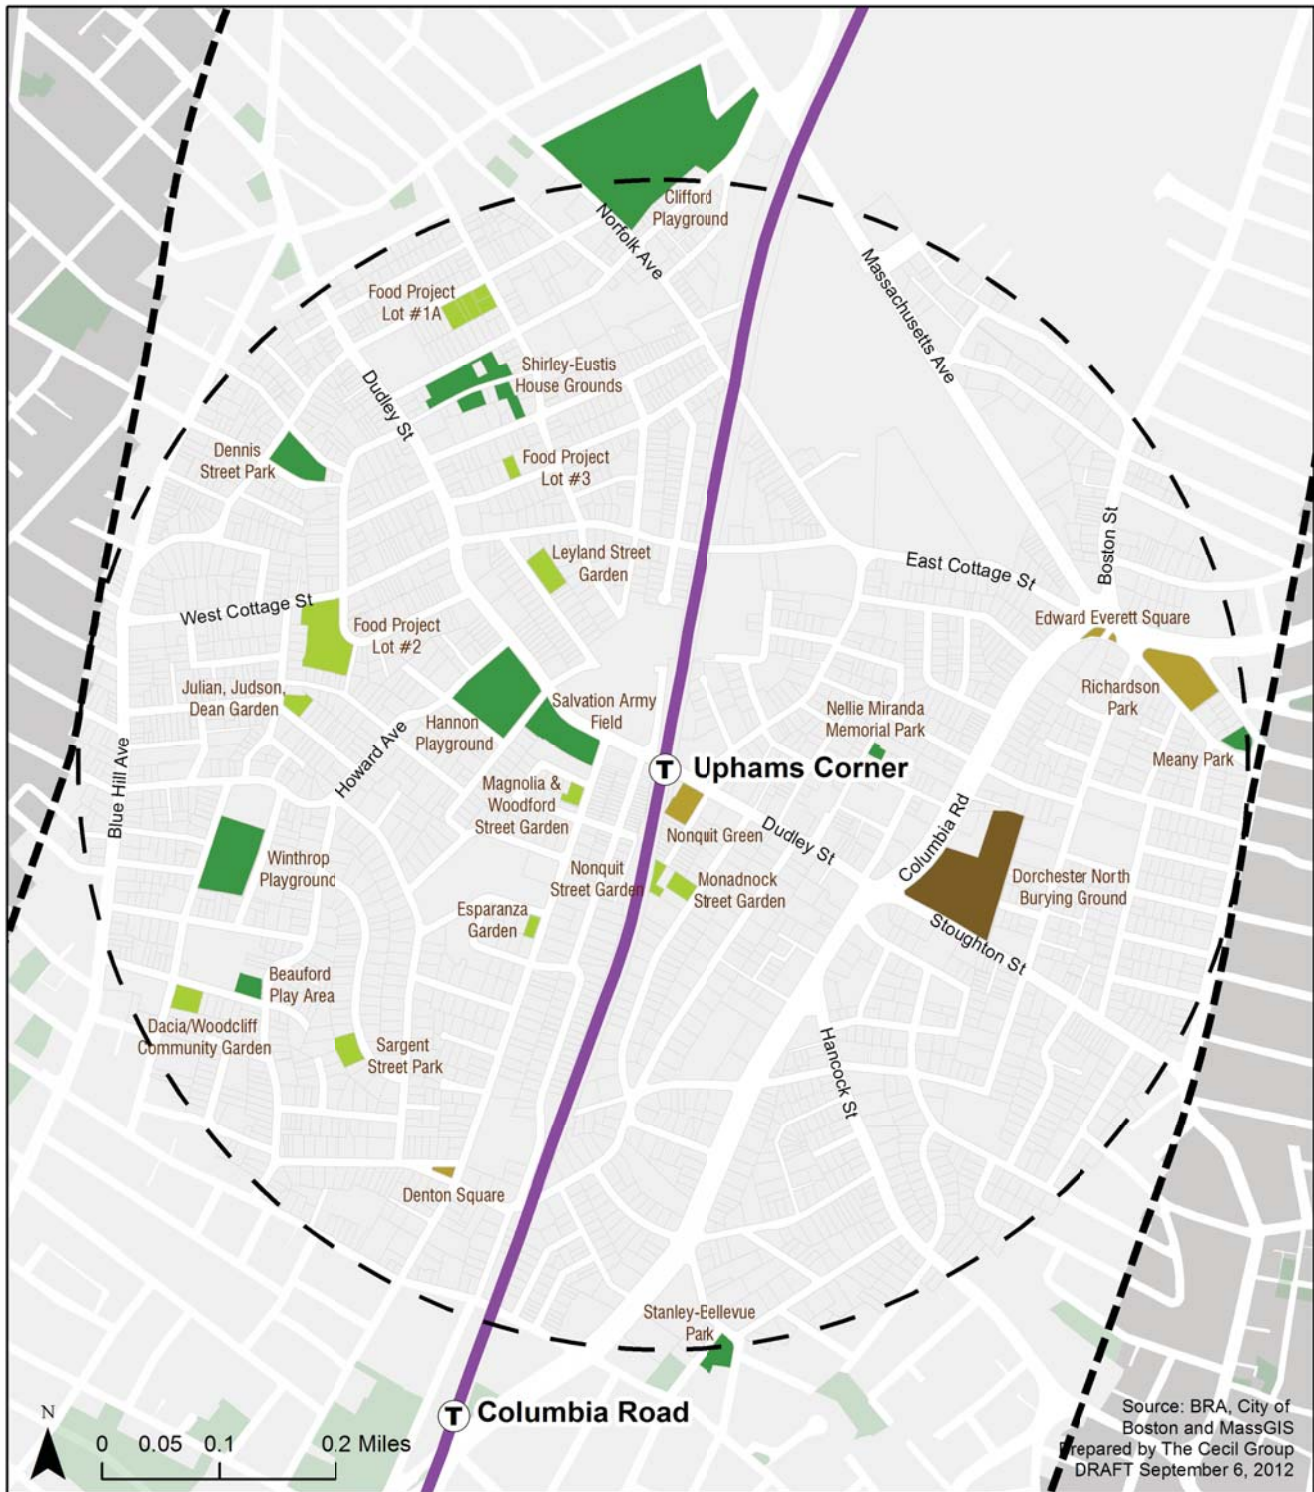 Clifford
Playground
Norfolk Ave
Massachusetts Ave
Food Project
Lot #1A
Shirley-Eustis
House Grounds
Dudley St
Dennis
Street Park
Food Project
Lot #3
Boston St
Leyland Street
Garden
East Cottage St
West Cottage St
Edward Everett Square
Food Project
Lot #2
Richardson
Park
Julian, Judson,
Dean Garden
Hannon
Playground
Salvation Army
Field
Nellie Miranda
Memorial Park
Meany Park
Howard Ave
Blue Hill Ave
T Uphams Corner
Magnolia &
Woodford
Street Garden
Nonquit Green
Dudley St
Columbia Rd
Winthrop
Playground
Nonquit
Street Garden
Monadnock
Street Garden
Dorchester North
Burying Ground
Esparanza
Garden
Stoughton St
Beauford
Play Area
Dacia/Woodcliff
Community Garden
Sargent
Street Park
Hancock St
Denton Square
Stanley-Bellevue
Park
T Columbia Road
N
0 0.05 0.1 0.2 Miles
Source: BRA, City of
Boston and MassGIS
Prepared by The Cecil Group
DRAFT September 6, 2012